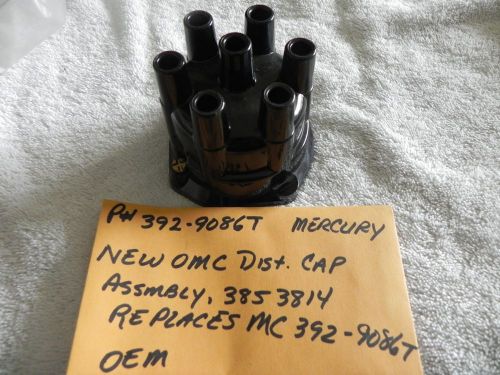 PN 392-9086T MERCURY
NEW OMC DIST. CAP
ASSMBLY, 3853814
REPLACES MC 392-9086T
OEM